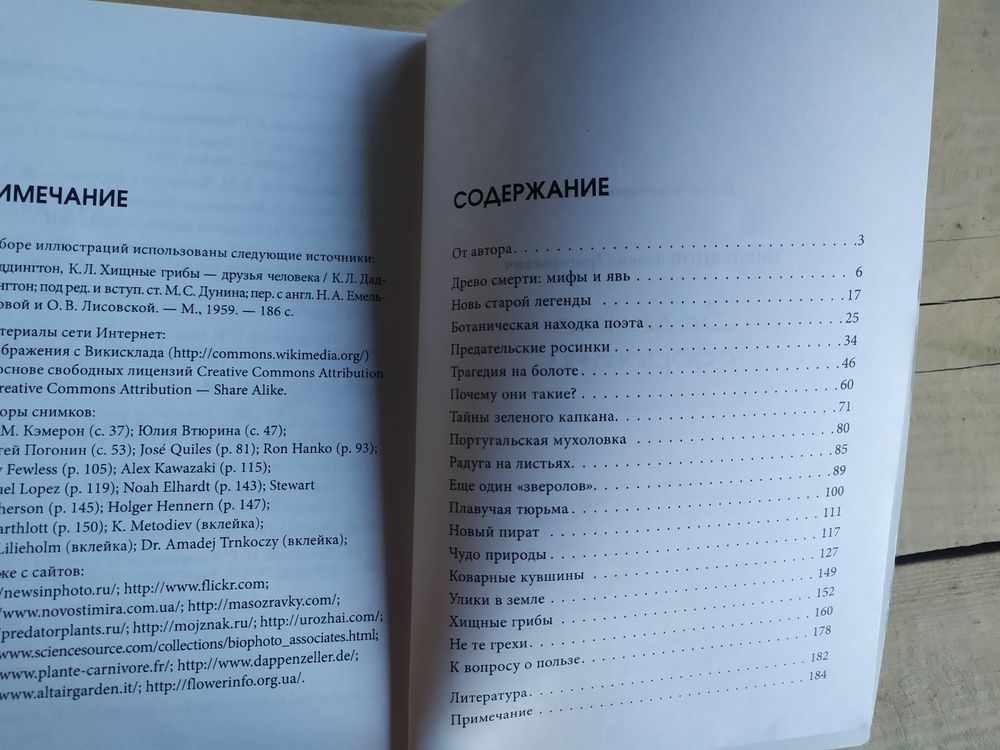 ИМЕЧАНИЕ
боре иллюстраций использованы следующие источники:
ддингтон, К.Л. Хищные грибы — друзья человека / К.Л. Дад-
нгтон; под ред. и вступ. ст. М.С. Дунина; пер. с англ. Н.А. Емель-
овой и О.В. Лисовской. — М., 1959. — 186 с.
териалы сети Интернет:
бражения с Викисклада (http://commons.wikimedia.org/)
основе свободных лицензий Creative Commons Attribution
reative Commons Attribution — Share Alike.
оры снимков:
М. Кэмерон (с. 37); Юлия Втюрина (с. 47);
гей Погонин (с. 53); José Quiles (p. 81); Ron Hanko (p. 93);
y Fewless (p. 105); Alex Kawazaki (p. 115);
uel Lopez (p. 119); Noah Elhardt (p. 143); Stewart
herson (p. 145); Holger Hennern (p. 147);
arthlott (p. 150); K. Metodiev (вклейка);
Lilieholm (вклейка); Dr. Amadej Trnkoczy (вклейка);
же с сайтов:
/newsinphoto.ru/; http://www.flickr.com;
/www.novostimira.com.ua/; http://masozravky.com/;
/predatorplants.ru/; http://mojznak.ru/; http://urozhai.com/;
www.sciencesource.com/collections/biophoto_associates.html;
www.plante-carnivore.fr/; http://www.dappenzeller.de/;
www.altairgarden.it/; http://flowerinfo.org.ua/.
СОДЕРЖАНИЕ
От автора. . . . . . . . . . . . . . . . . . . . 3
Древо смерти: мифы и явь . . . . . . . . . . . . 6
Новь старой легенды . . . . . . . . . . . . . . 17
Ботаническая находка поэта . . . . . . . . . . . 25
Предательские росинки . . . . . . . . . . . . . 34
Трагедия на болоте . . . . . . . . . . . . . . . 46
Почему они такие? . . . . . . . . . . . . . . . 60
Тайны зеленого капкана. . . . . . . . . . . . . 71
Португальская мухоловка . . . . . . . . . . . . 80
Радуга на листьях. . . . . . . . . . . . . . . . 85
Еще один «зверолов». . . . . . . . . . . . . . . 89
Плавучая тюрьма . . . . . . . . . . . . . . . . 100
Новый пират . . . . . . . . . . . . . . . . . . 111
Чудо природы . . . . . . . . . . . . . . . . . . 117
Коварные кувшины . . . . . . . . . . . . . . . . 127
Улики в земле . . . . . . . . . . . . . . . . . 149
Хищные грибы . . . . . . . . . . . . . . . . . . 152
Не те грехи . . . . . . . . . . . . . . . . . . 160
К вопросу о пользе . . . . . . . . . . . . . . . 178
Литература . . . . . . . . . . . . . . . . . . . 182
Примечание . . . . . . . . . . . . . . . . . . . 184